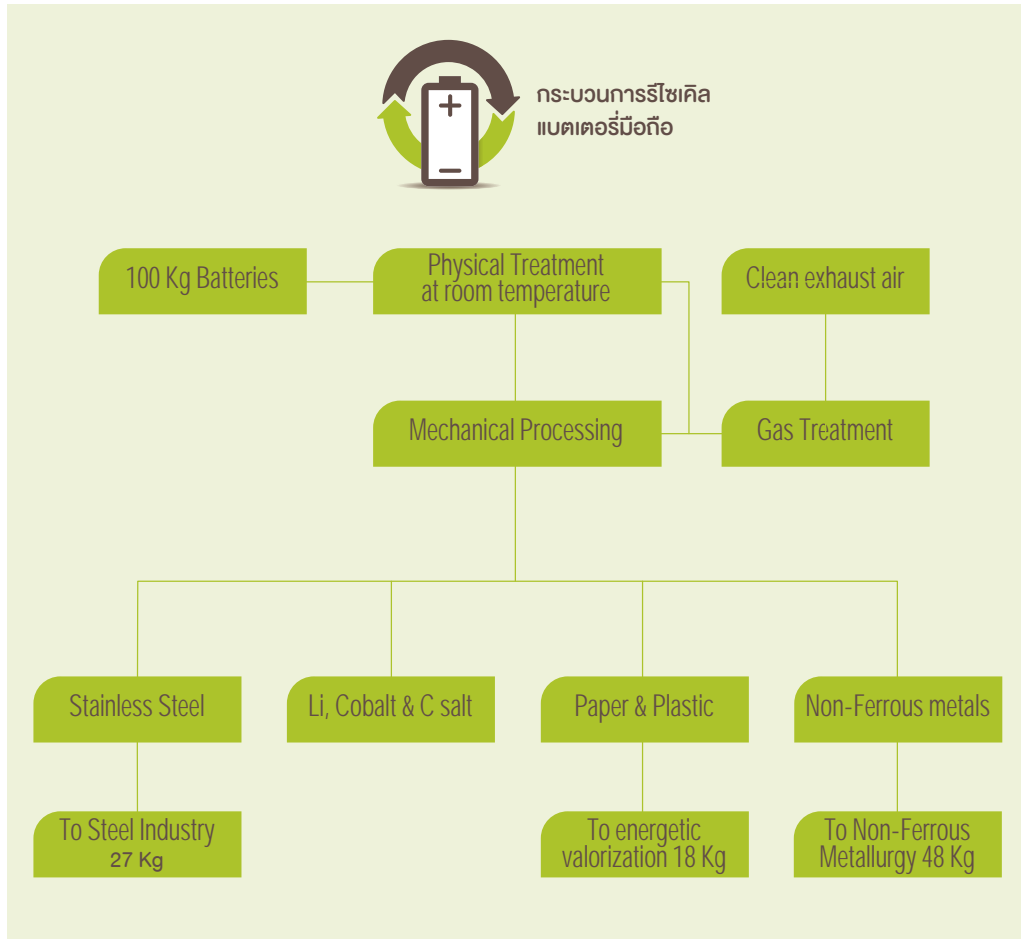 กระบวนการรีไซเคิล
แบตเตอรี่มือถือ
100 Kg Batteries
Physical Treatment
at room temperature
Clean exhaust air
Mechanical Processing
Gas Treatment
Stainless Steel
Li, Cobalt & C salt
Paper & Plastic
Non-Ferrous metals
To Steel Industry
27 Kg
To energetic
valorization 18 Kg
To Non-Ferrous
Metallurgy 48 Kg